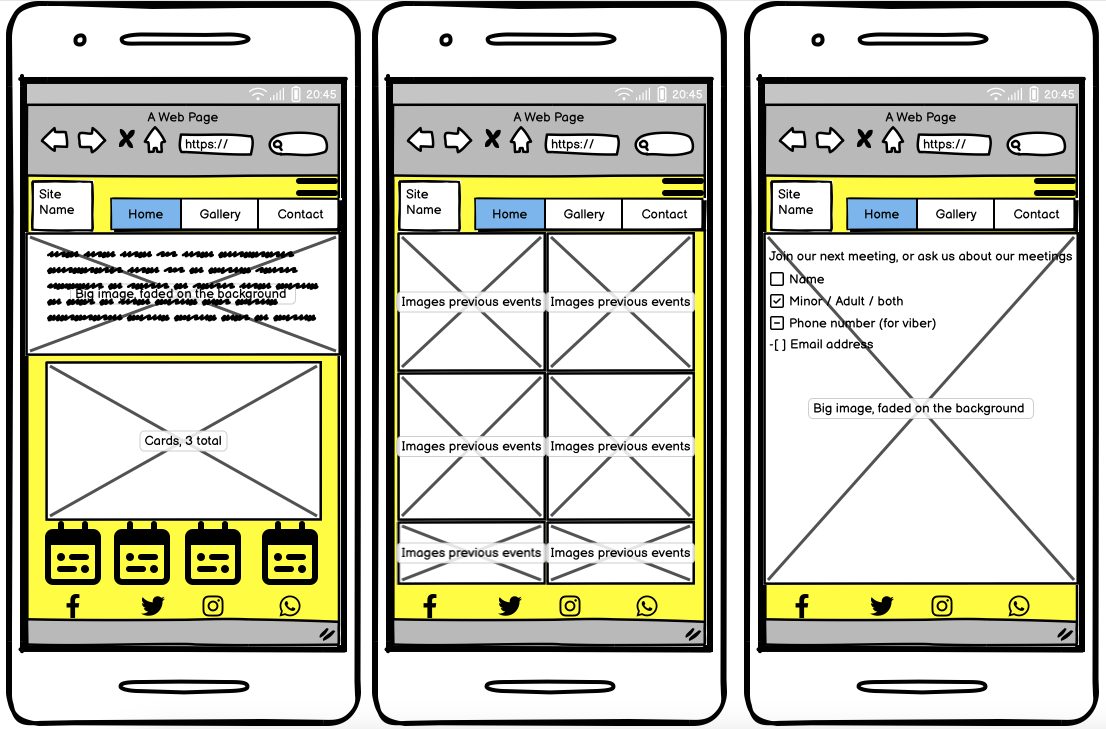 20:45
A Web Page
https://
Site
Name
Home
Gallery
Contact
Big image, faded on the background
Cards, 3 total
20:45
A Web Page
https://
Site
Name
Home
Gallery
Contact
Images previous events
Images previous events
Images previous events
Images previous events
Images previous events
Images previous events
20:45
A Web Page
https://
Site
Name
Home
Gallery
Contact
Join our next meeting, or ask us about our meetings
Name
Minor / Adult / both
Phone number (for viber)
-[ ] Email address
Big image, faded on the background